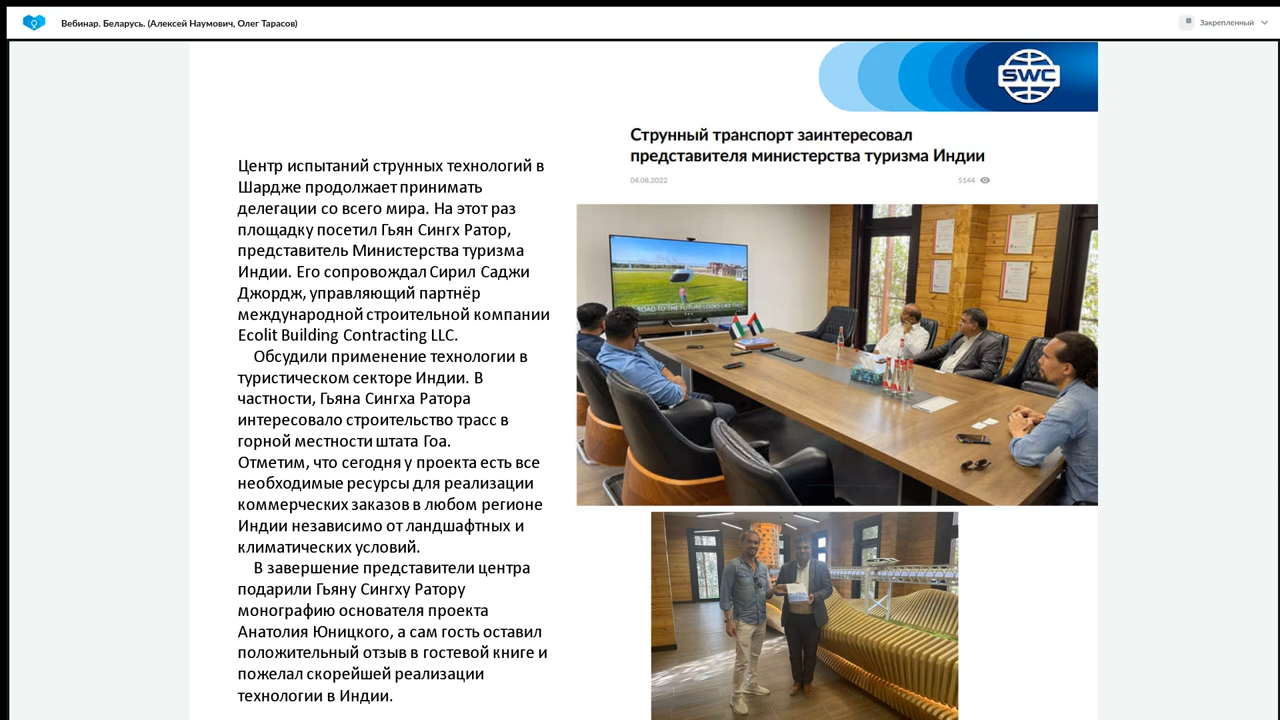 Вебинар. Беларусь. (Алексей Наумович, Олег Тарасов)
Закрепленный
SWC
Струнный транспорт заинтересовал
представителя министерства туризма Индии
04.08.2022
5144
Центр испытаний струнных технологий в
Шардже продолжает принимать
делегации со всего мира. На этот раз
площадку посетил Гьян Сингх Ратор,
представитель Министерства туризма
Индии. Его сопровождал Сирил Саджи
Джордж, управляющий партнёр
международной строительной компании
Ecolit Building Contracting LLC.
Обсудили применение технологии в
туристическом секторе Индии. В
частности, Гьяна Сингха Ратора
интересовало строительство трасс в
горной местности штата Гоа.
Отметим, что сегодня у проекта есть все
необходимые ресурсы для реализации
коммерческих заказов в любом регионе
Индии независимо от ландшафтных и
климатических условий.
В завершение представители центра
подарили Гьяну Сингху Ратору
монографию основателя проекта
Анатолия Юницкого, а сам гость оставил
положительный отзыв в гостевой книге и
пожелал скорейшей реализации
технологии в Индии.
ROAD TO THE FUTURE LOOKS LIKE